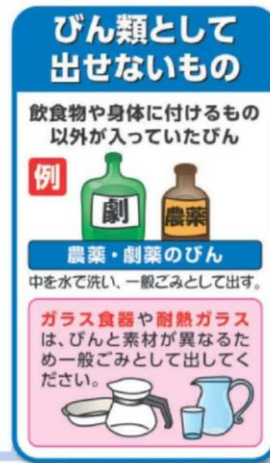 びん類として
出せないもの
飲食物や身体に付けるもの
以外が入っていたびん
例
劇
農薬
農薬・劇薬のびん
中を水で洗い、一般ごみとして出す。
ガラス食器や耐熱ガラス
は、びんと素材が異なるた
め一般ごみとして出してく
ださい。